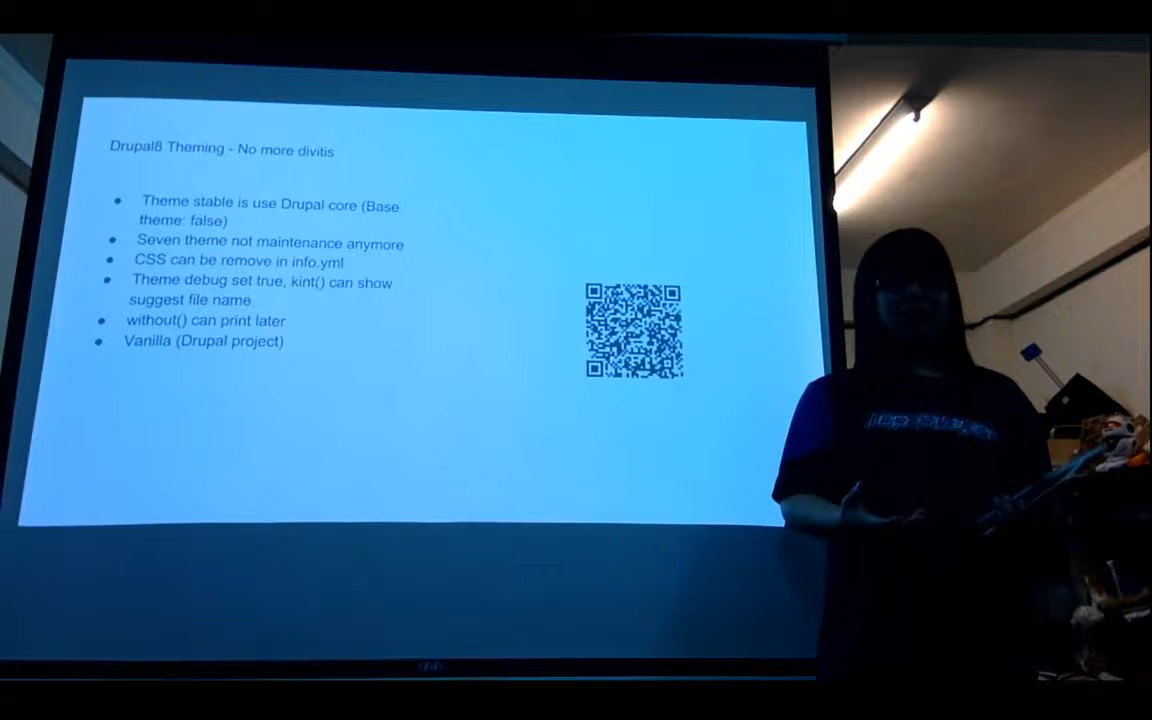 Drupal8 Theming - No more divitis
• Theme stable is use Drupal core (Base
theme: false)
• Seven theme not maintenance anymore
• CSS can be remove in info.yml
• Theme debug set true, kint() can show
suggest file name
• without() can print later
• Vanilla (Drupal project)